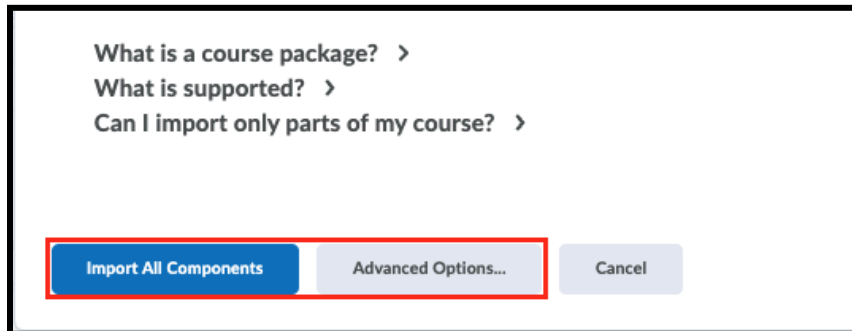 What is a course package? >
What is supported? >
Can I import only parts of my course? >
Import All Components Advanced Options... Cancel